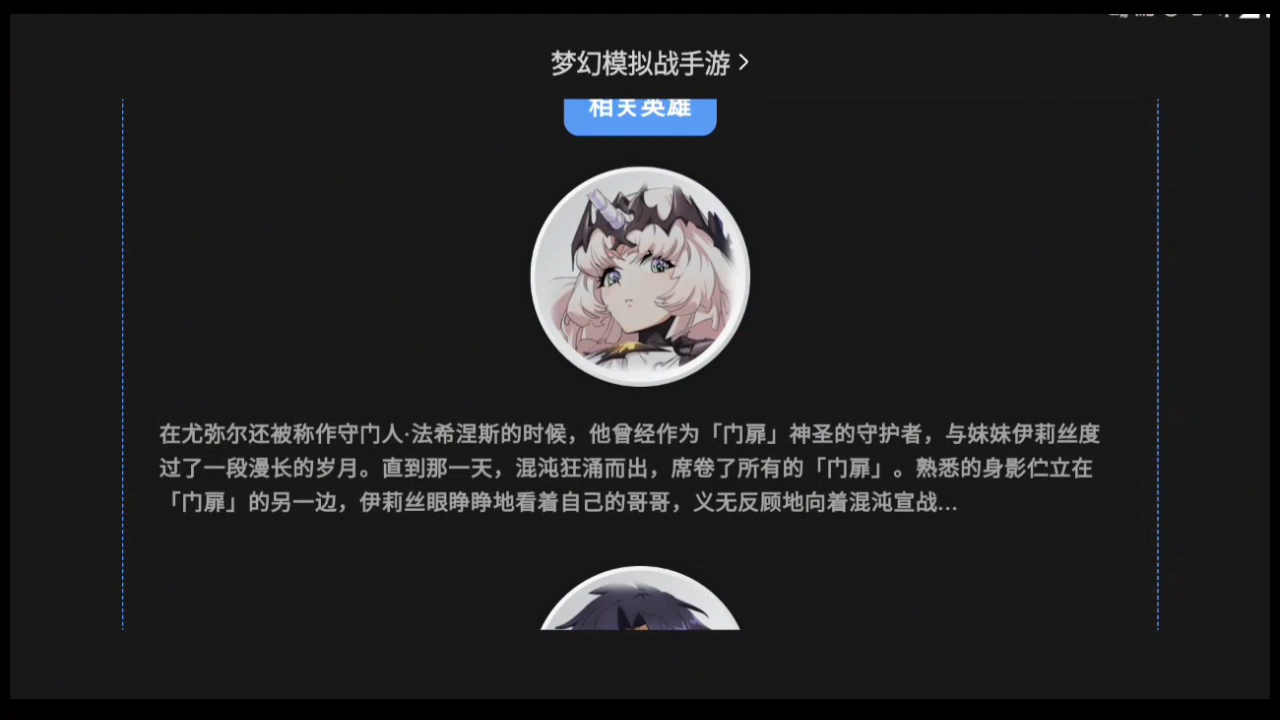 梦幻模拟战手游
相关英雄
在尤弥尔还被称作守门人·法希涅斯的时候，他曾经作为「门扉」神圣的守护者，与妹妹伊莉丝度
过了一段漫长的岁月。直到那一天，混沌狂涌而出，席卷了所有的「门扉」。熟悉的身影伫立在
「门扉」的另一边，伊莉丝眼睁睁地看着自己的哥哥，义无反顾地向着混沌宣战...